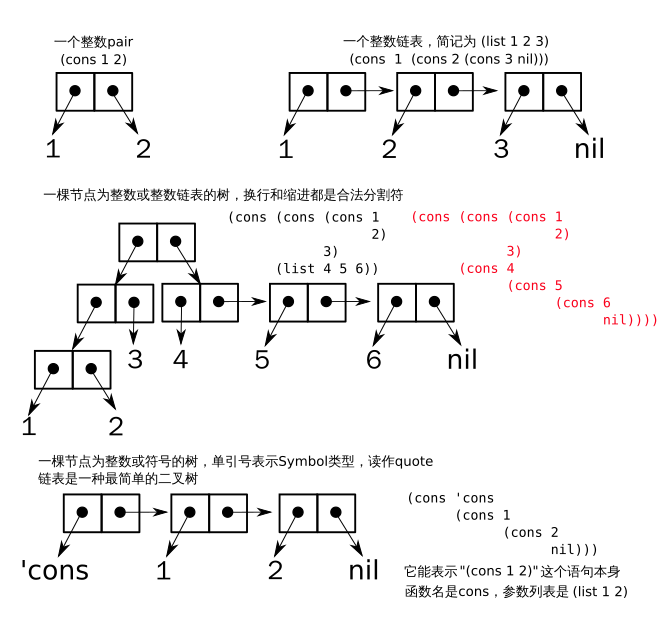 一个整数pair
(cons 1 2)
1
2
一个整数链表，简记为 (list 1 2 3)
(cons  1  (cons 2 (cons 3 nil)))
1
2
3
nil
一棵节点为整数或整数链表的树，换行和缩进都是合法分割符
(cons (cons (cons 1
2)
3)
(list 4 5 6))
(cons (cons (cons 1
2)
3)
(cons 4
(cons 5
(cons 6
nil))))
3
4
5
6
nil
1
2
一棵节点为整数或符号的树，单引号表示Symbol类型，读作quote
链表是一种最简单的二叉树
'cons
1
2
nil
(cons 'cons
(cons 1
(cons 2
nil)))
它能表示"(cons 1 2)"这个语句本身
函数名是cons，参数列表是 (list 1 2)